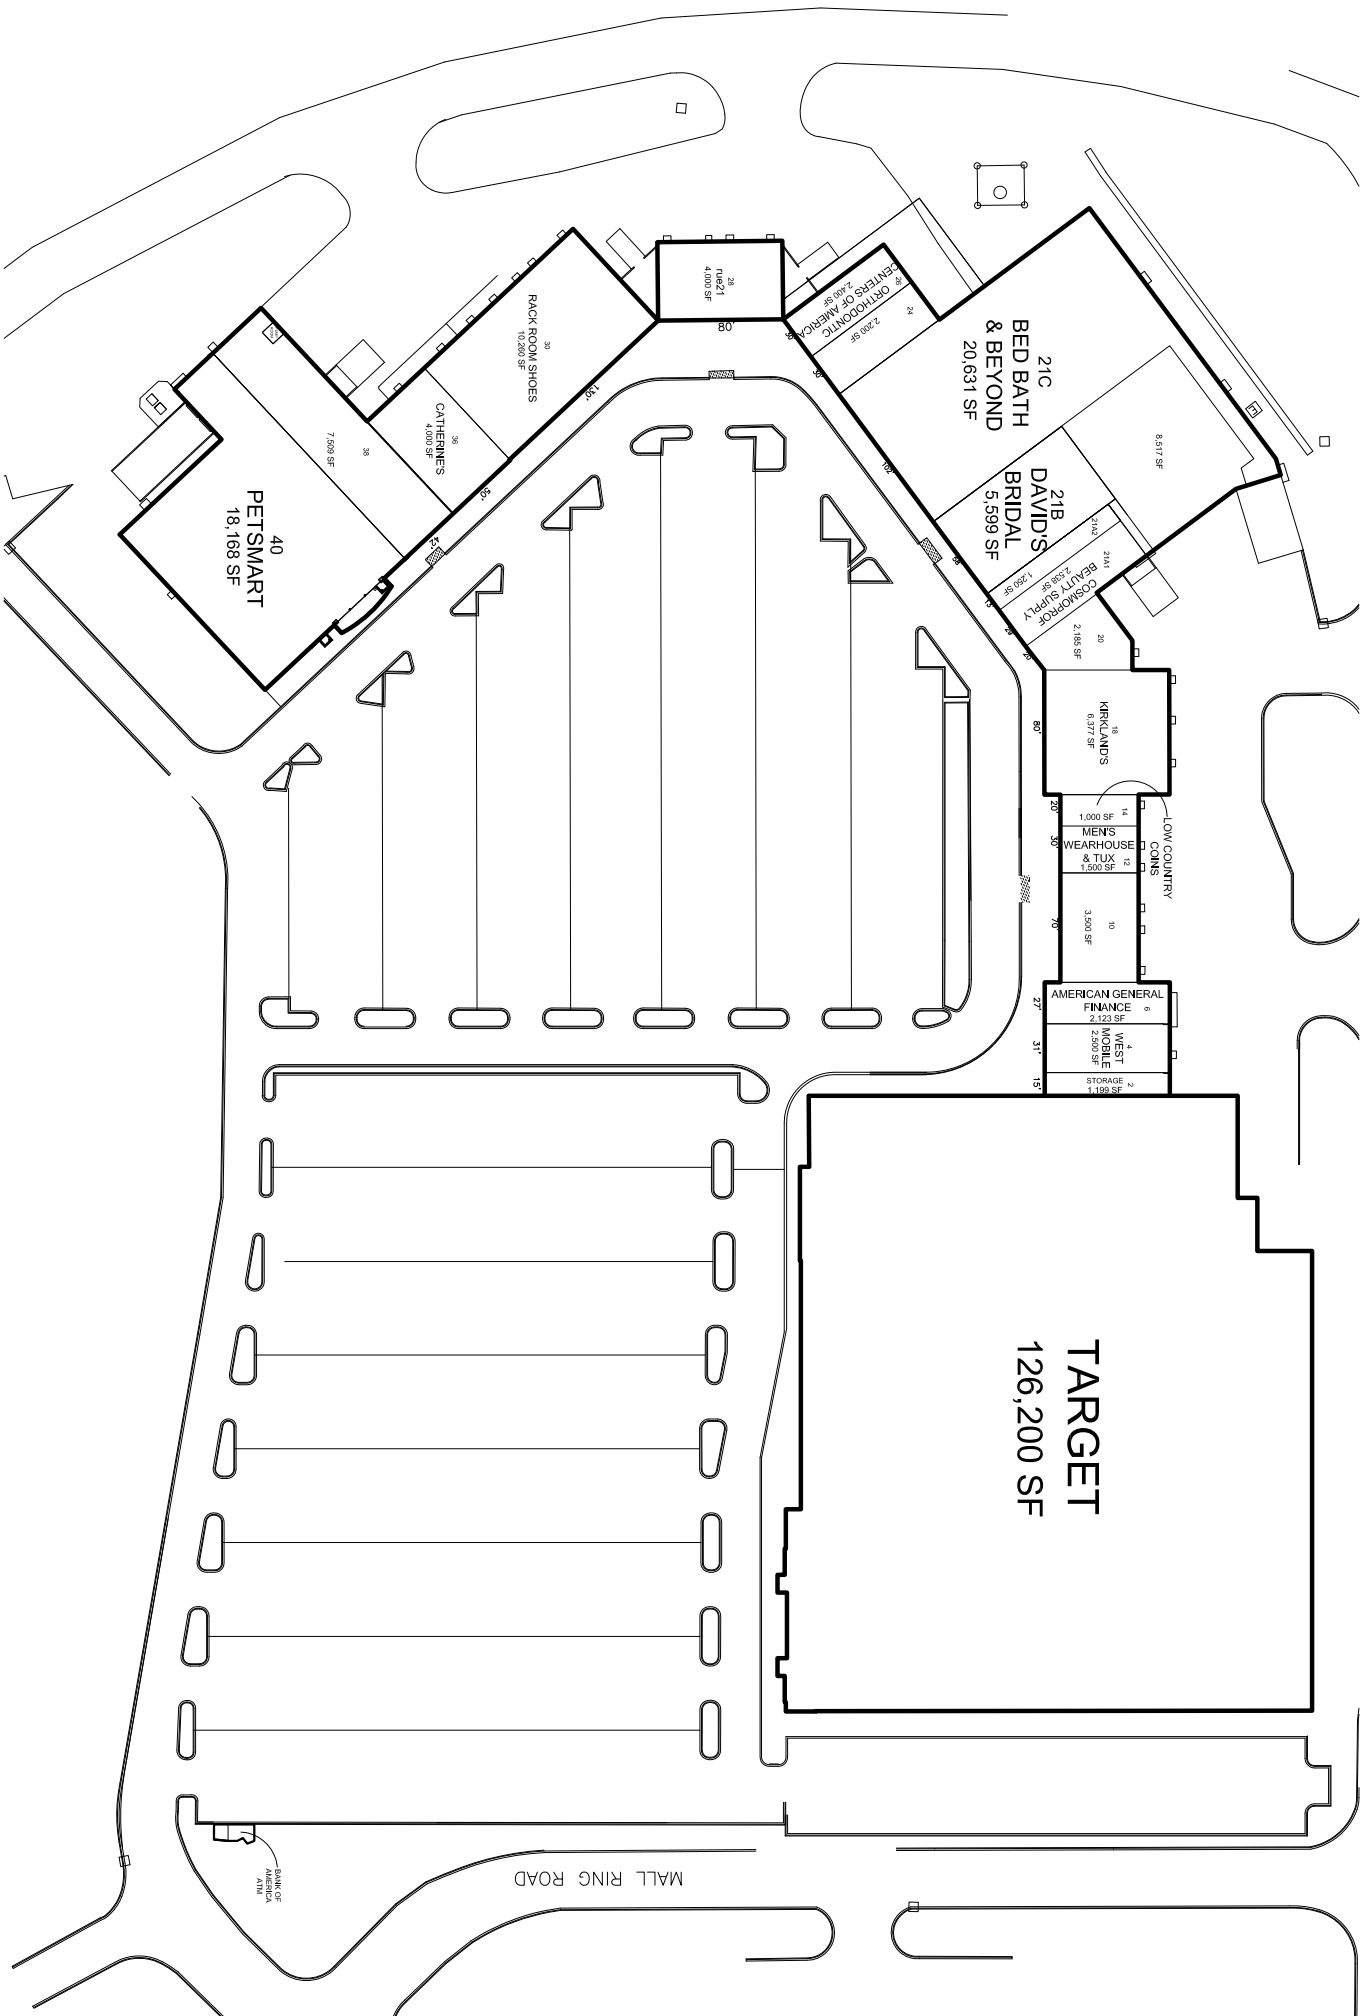 28
rue21
4,000 SF
80'
26
ORTHODONTIC
CENTERS OF AMERICA
2,400 SF
24
2,200 SF
30
RACK ROOM SHOES
10,260 SF
130'
36
CATHERINE'S
4,000 SF
50'
38
7,509 SF
42'
40
PETSMART
18,168 SF
21C
BED BATH
& BEYOND
20,631 SF
102'
8,517 SF
21B
DAVID'S
BRIDAL
5,599 SF
21A2
1,250 SF
21A1
COSMOPROF
BEAUTY SUPPLY
2,538 SF
20
2,185 SF
18
KIRKLAND'S
6,377 SF
80'
LOW COUNTRY
COINS
14
1,000 SF
20'
MEN'S
WEARHOUSE
& TUX
12
1,500 SF
30'
10
3,500 SF
70'
AMERICAN GENERAL
FINANCE
6
2,123 SF
27'
4
WEST
MOBILE
2,500 SF
31'
STORAGE
2
1,199 SF
15'
TARGET
126,200 SF
MALL RING ROAD
BANK OF
AMERICA
ATM